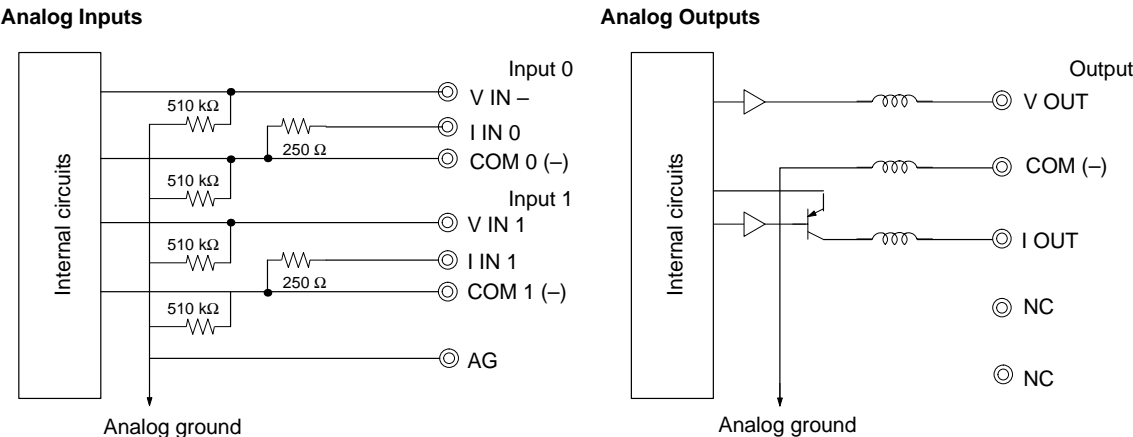 Analog Inputs
Internal circuits
Input 0
510 kΩ
V IN –
I IN 0
250 Ω
COM 0 (–)
510 kΩ
Input 1
V IN 1
510 kΩ
I IN 1
250 Ω
COM 1 (–)
510 kΩ
AG
Analog ground
Analog Outputs
Internal circuits
Output
V OUT
COM (–)
I OUT
NC
NC
Analog ground